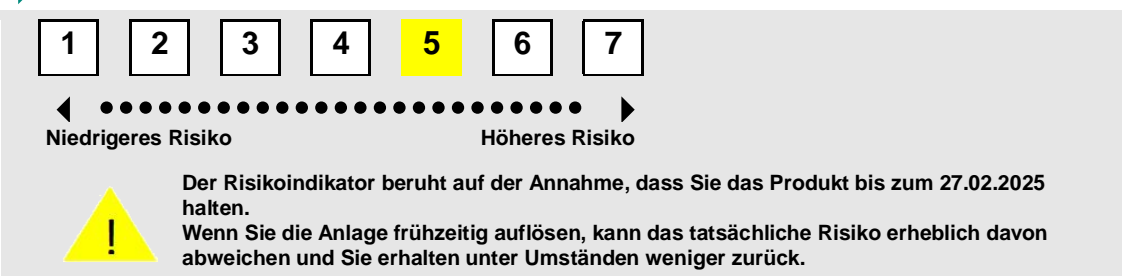 1 2 3 4 5 6 7
Niedrigeres Risiko Höheres Risiko
Der Risikoindikator beruht auf der Annahme, dass Sie das Produkt bis zum 27.02.2025
halten.
Wenn Sie die Anlage frühzeitig auflösen, kann das tatsächliche Risiko erheblich davon
abweichen und Sie erhalten unter Umständen weniger zurück.
!